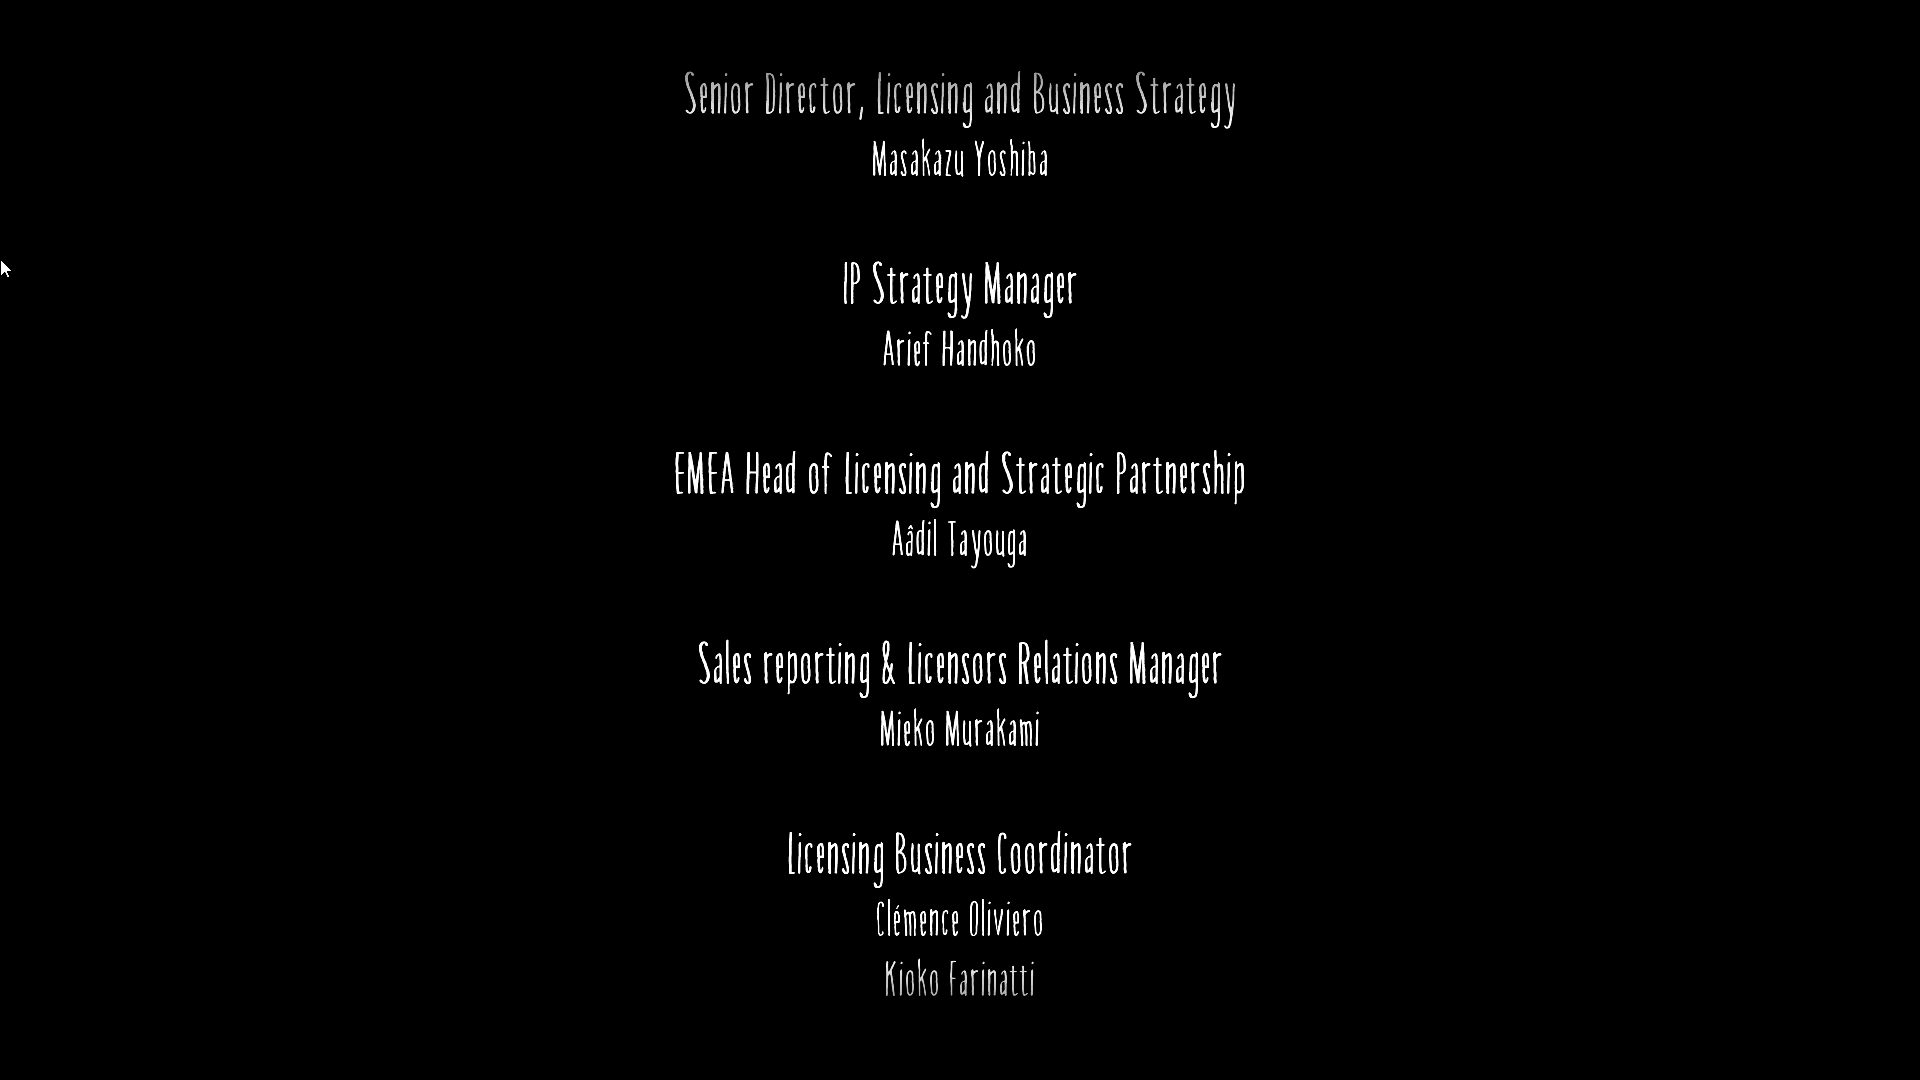 Senior Director, Licensing and Business Strategy
Masakazu Yoshiba
IP Strategy Manager
Arief Handhoko
EMEA Head of Licensing and Strategic Partnership
Aâdil Tayouga
Sales reporting & Licensors Relations Manager
Mieko Murakami
Licensing Business Coordinator
Clémence Oliviero
Kioko Farinatti